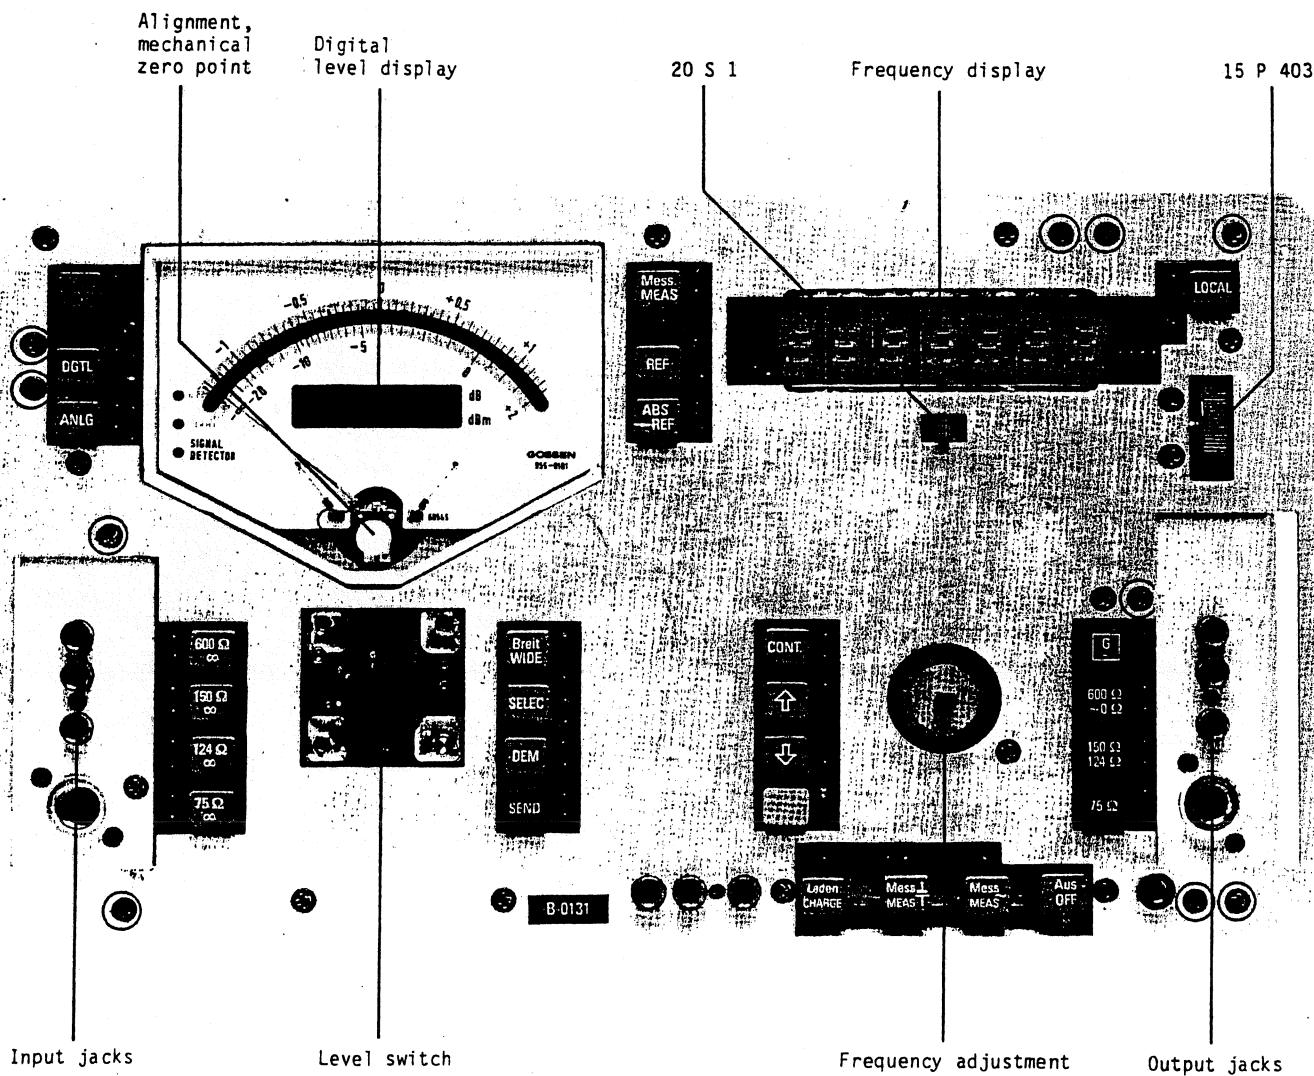 Alignment,
mechanical
zero point
Digital
level display
20 S 1
Frequency display
15 P 403
-1
-0.5
0
+0.5
+1
-20
-10
-5
0
+2
dB
dBm
SIGNAL
DETECTOR
GOSSEN
DGTL
ANLG
Mess.
MEAS
REF
ABS
—REF
LOCAL
600 Ω
∞
150 Ω
∞
124 Ω
∞
75 Ω
∞
Breit
WIDE
SELEC
DEM
SEND
CONT.
⇧
⇩
G
600 Ω
~0 Ω
150 Ω
124 Ω
75 Ω
B-0131
Laden
CHARGE
Mess
MEAS
Mess
MEAS
Aus
OFF
Input jacks
Level switch
Frequency adjustment
Output jacks